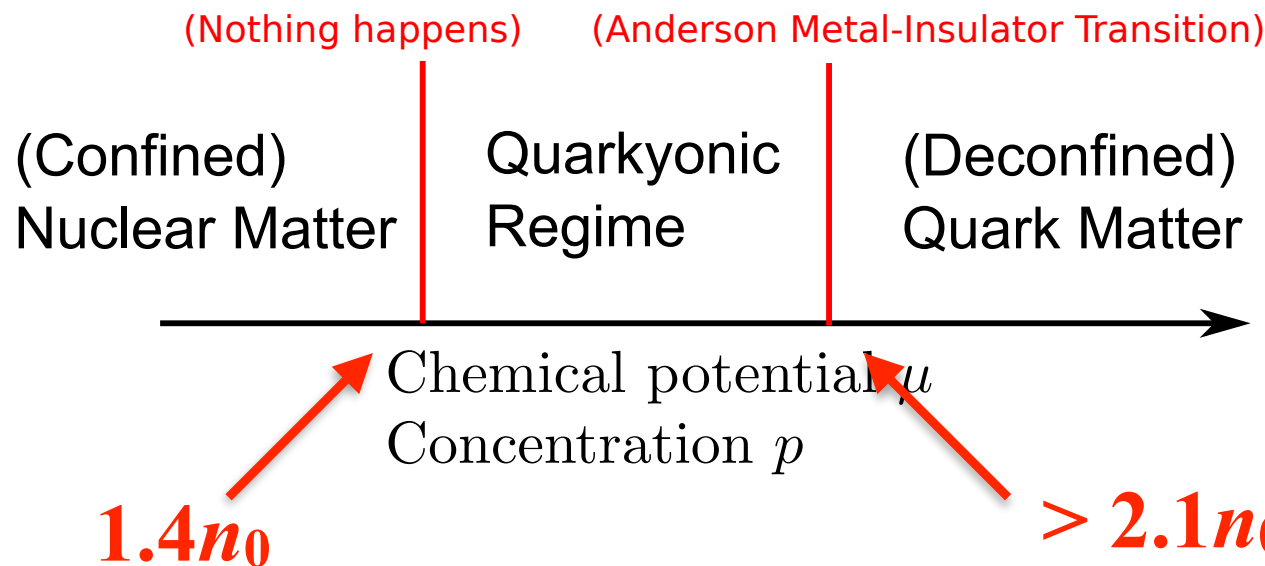 (Nothing happens) (Anderson Metal-Insulator Transition)
(Confined) Quarkyonic (Deconfined)
Nuclear Matter Regime Quark Matter
Chemical potential μ
Concentration p
1.4n₀ > 2.1n